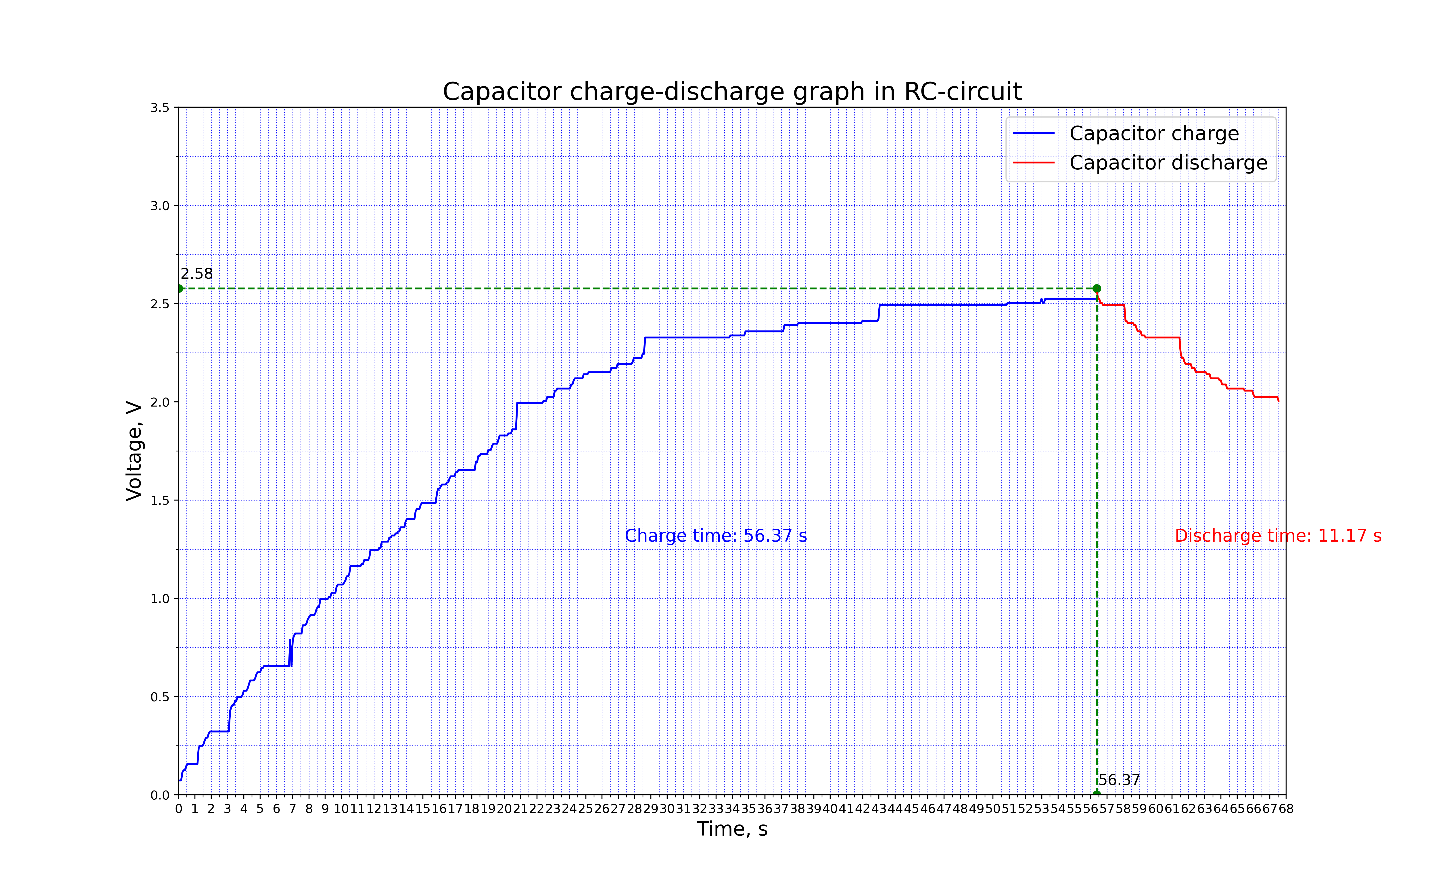 Capacitor charge-discharge graph in RC-circuit
3.5
Capacitor charge
Capacitor discharge
3.0
2.58
2.5
2.0
Voltage, V
1.5
Charge time: 56.37 s
Discharge time: 11.17 s
1.0
0.5
56.37
0.0
0 1 2 3 4 5 6 7 8 9 10 11 12 13 14 15 16 17 18 19 20 21 22 23 24 25 26 27 28 29 30 31 32 33 34 35 36 37 38 39 40 41 42 43 44 45 46 47 48 49 50 51 52 53 54 55 56 57 58 59 60 61 62 63 64 65 66 67 68
Time, s